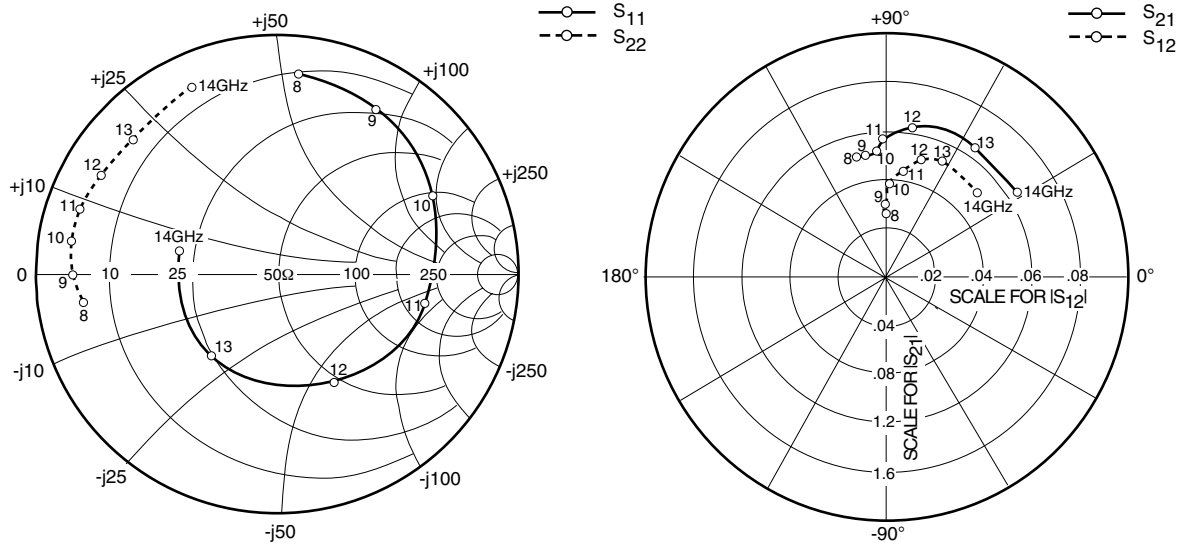 S11
S22
+j50
+j25
+j100
+j10
+j250
0
10
25
50Ω
100
250
-j10
-j250
-j25
-j100
-j50
8
9
10
11
12
13
14GHz
14GHz
13
12
11
10
9
8
S21
S12
+90°
180°
0°
-90°
.02
.04
.06
.08
SCALE FOR |S12|
.04
.08
1.2
1.6
SCALE FOR |S21|
8
9
10
11
12
13
14GHz
8
9
10
11
12
13
14GHz